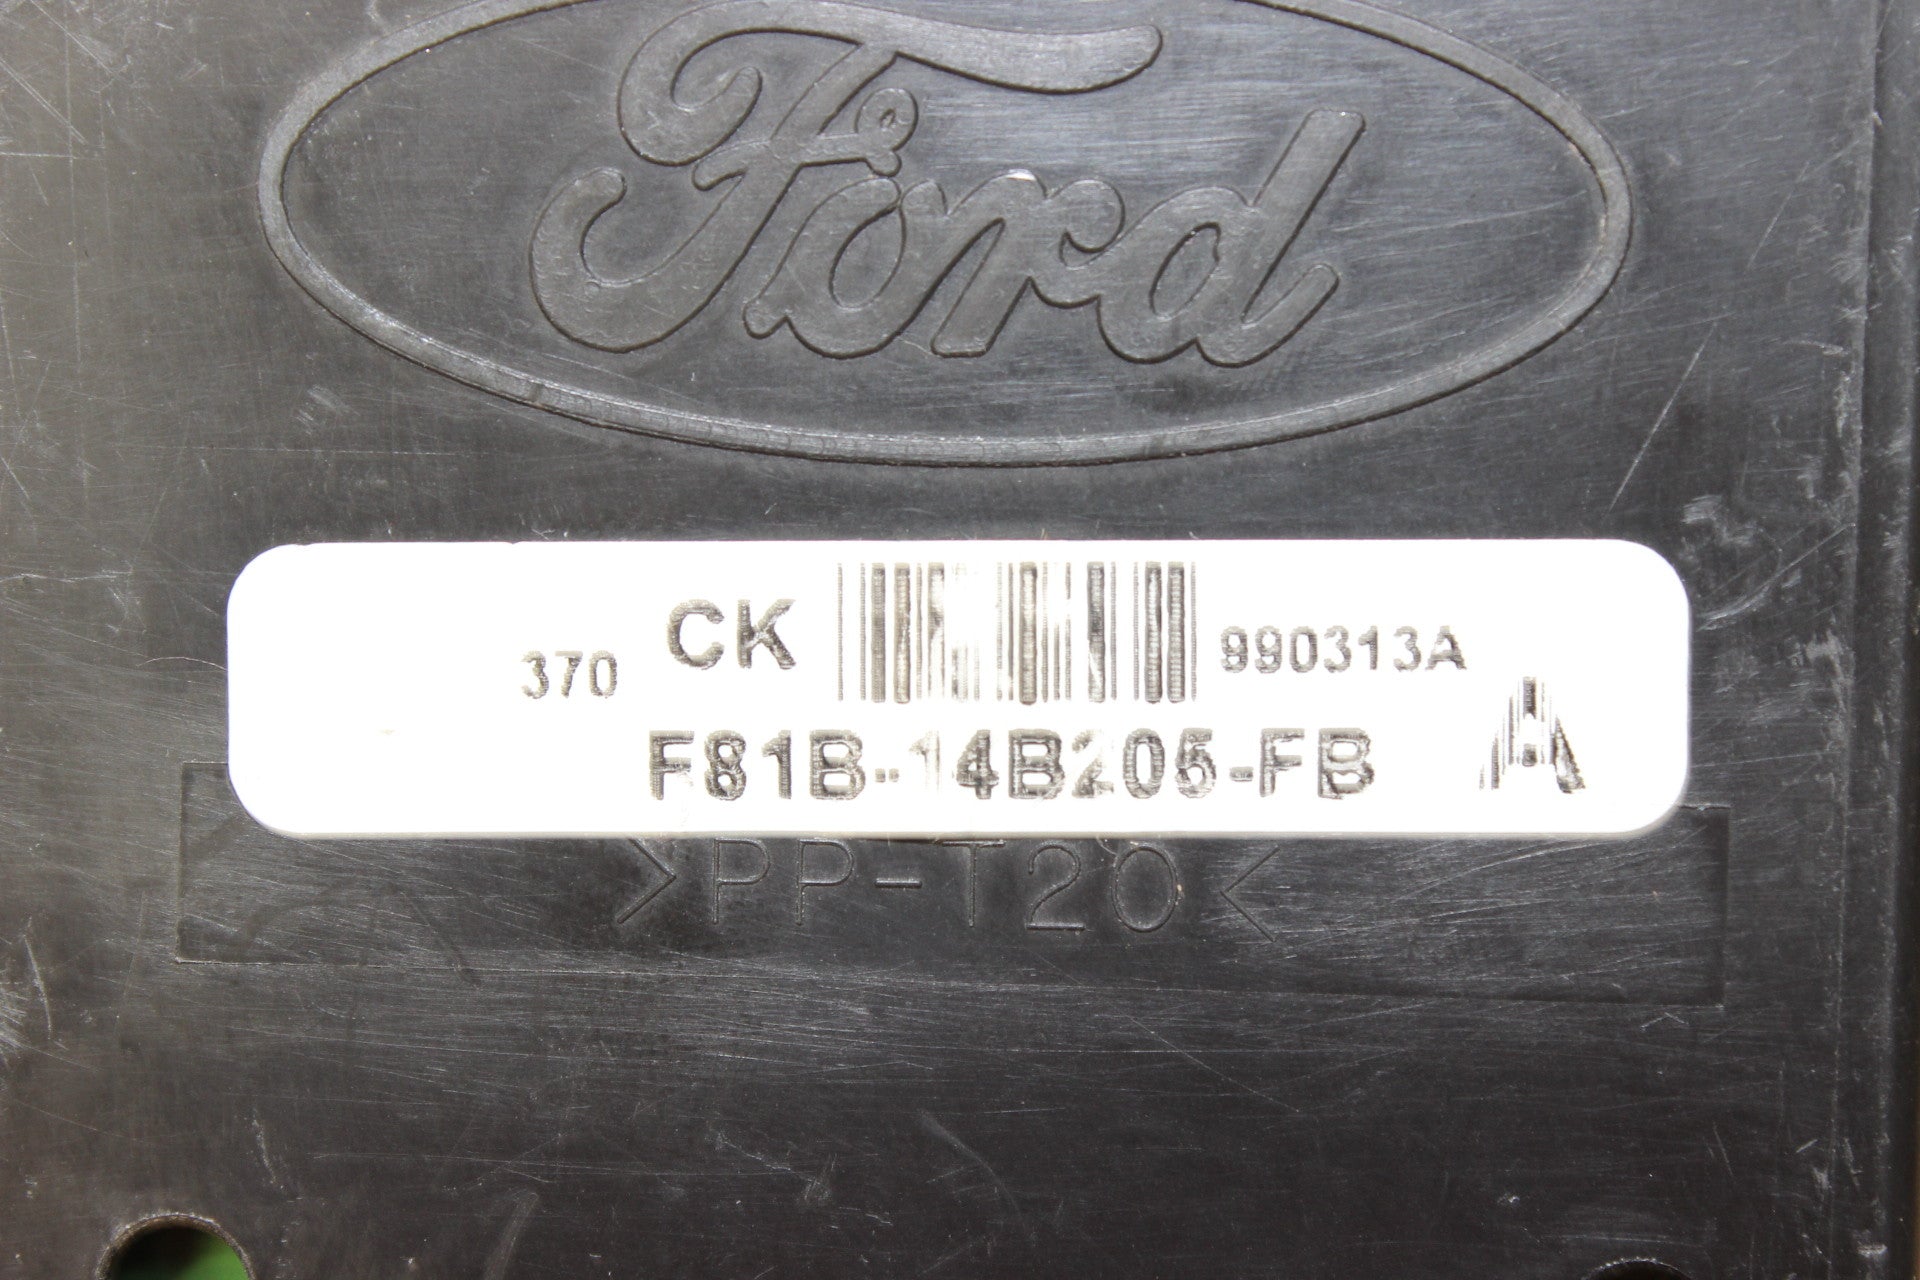 Ford
370 CK 990313A
F81B-14B205-FB A
>PP-T20<